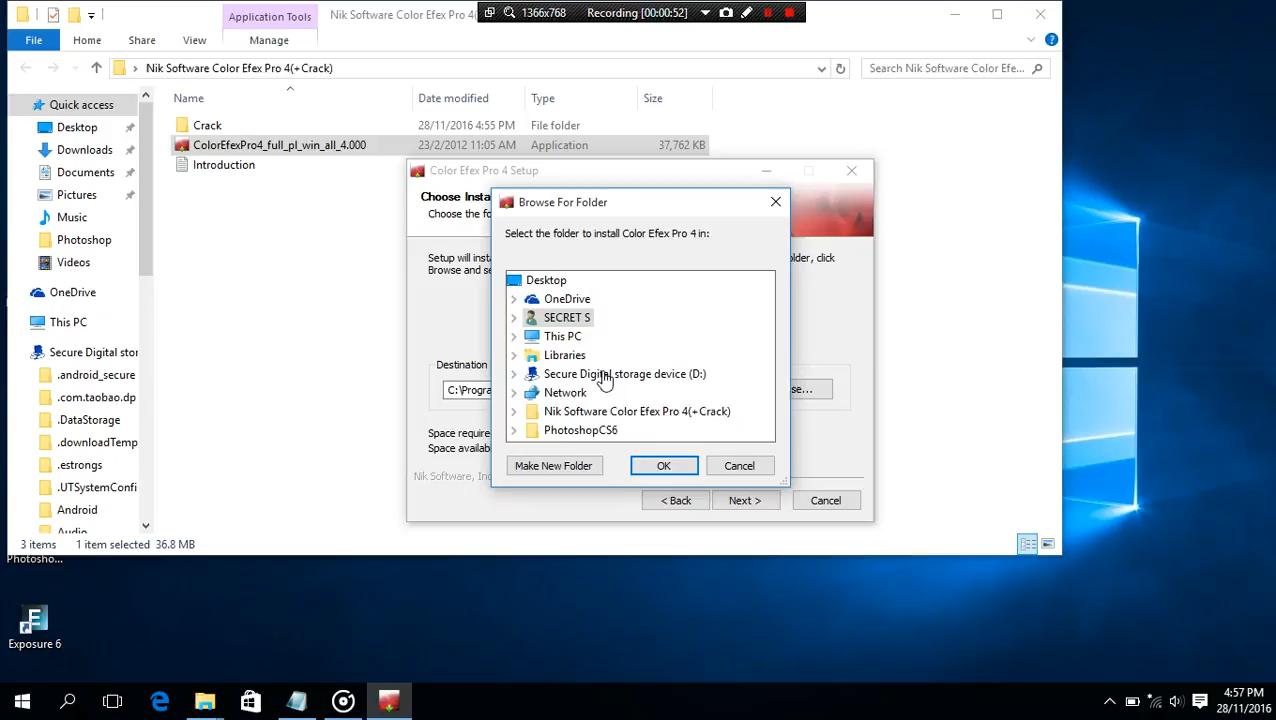 Application Tools
Nik Software Color Efex Pro 4(
1366x768
Recording [00:00:52]
File
Home
Share
View
Manage
Nik Software Color Efex Pro 4(+Crack)
Search Nik Software Color Efe...
Quick access
Desktop
Downloads
Documents
Pictures
Music
Photoshop
Videos
OneDrive
This PC
Secure Digital stor
.android_secure
.com.taobao.dp
.DataStorage
.downloadTemp
.estrongs
.UTSystemConfi
Android
Audio
Name
Date modified
Type
Size
Crack
28/11/2016 4:55 PM
File folder
ColorEfexPro4_full_pl_win_all_4.000
23/2/2012 11:05 AM
Application
37,762 KB
Introduction
Color Efex Pro 4 Setup
Choose Insta
Choose the fo
Setup will insta
Browse and se
older, click
Destination
C:\Progra
se...
Space require
Space availab
Nik Software, Inc
< Back
Next >
Cancel
Browse For Folder
Select the folder to install Color Efex Pro 4 in:
Desktop
OneDrive
SECRET S
This PC
Libraries
Secure Digital storage device (D:)
Network
Nik Software Color Efex Pro 4(+Crack)
PhotoshopCS6
Make New Folder
OK
Cancel
3 items
1 item selected 36.8 MB
Photosho...
Exposure 6
4:57 PM
28/11/2016